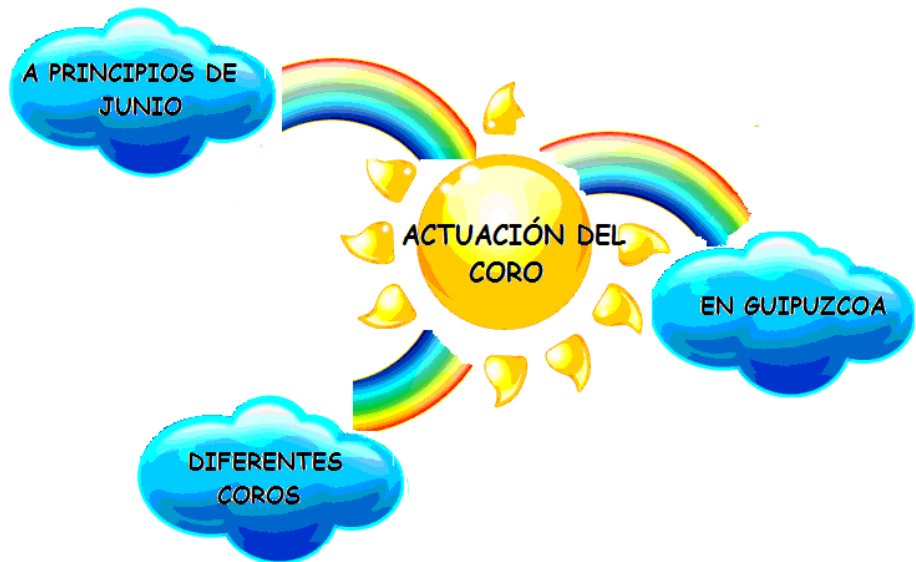 A PRINCIPIOS DE
JUNIO
ACTUACIÓN DEL
CORO
EN GUIPUZCOA
DIFERENTES
COROS